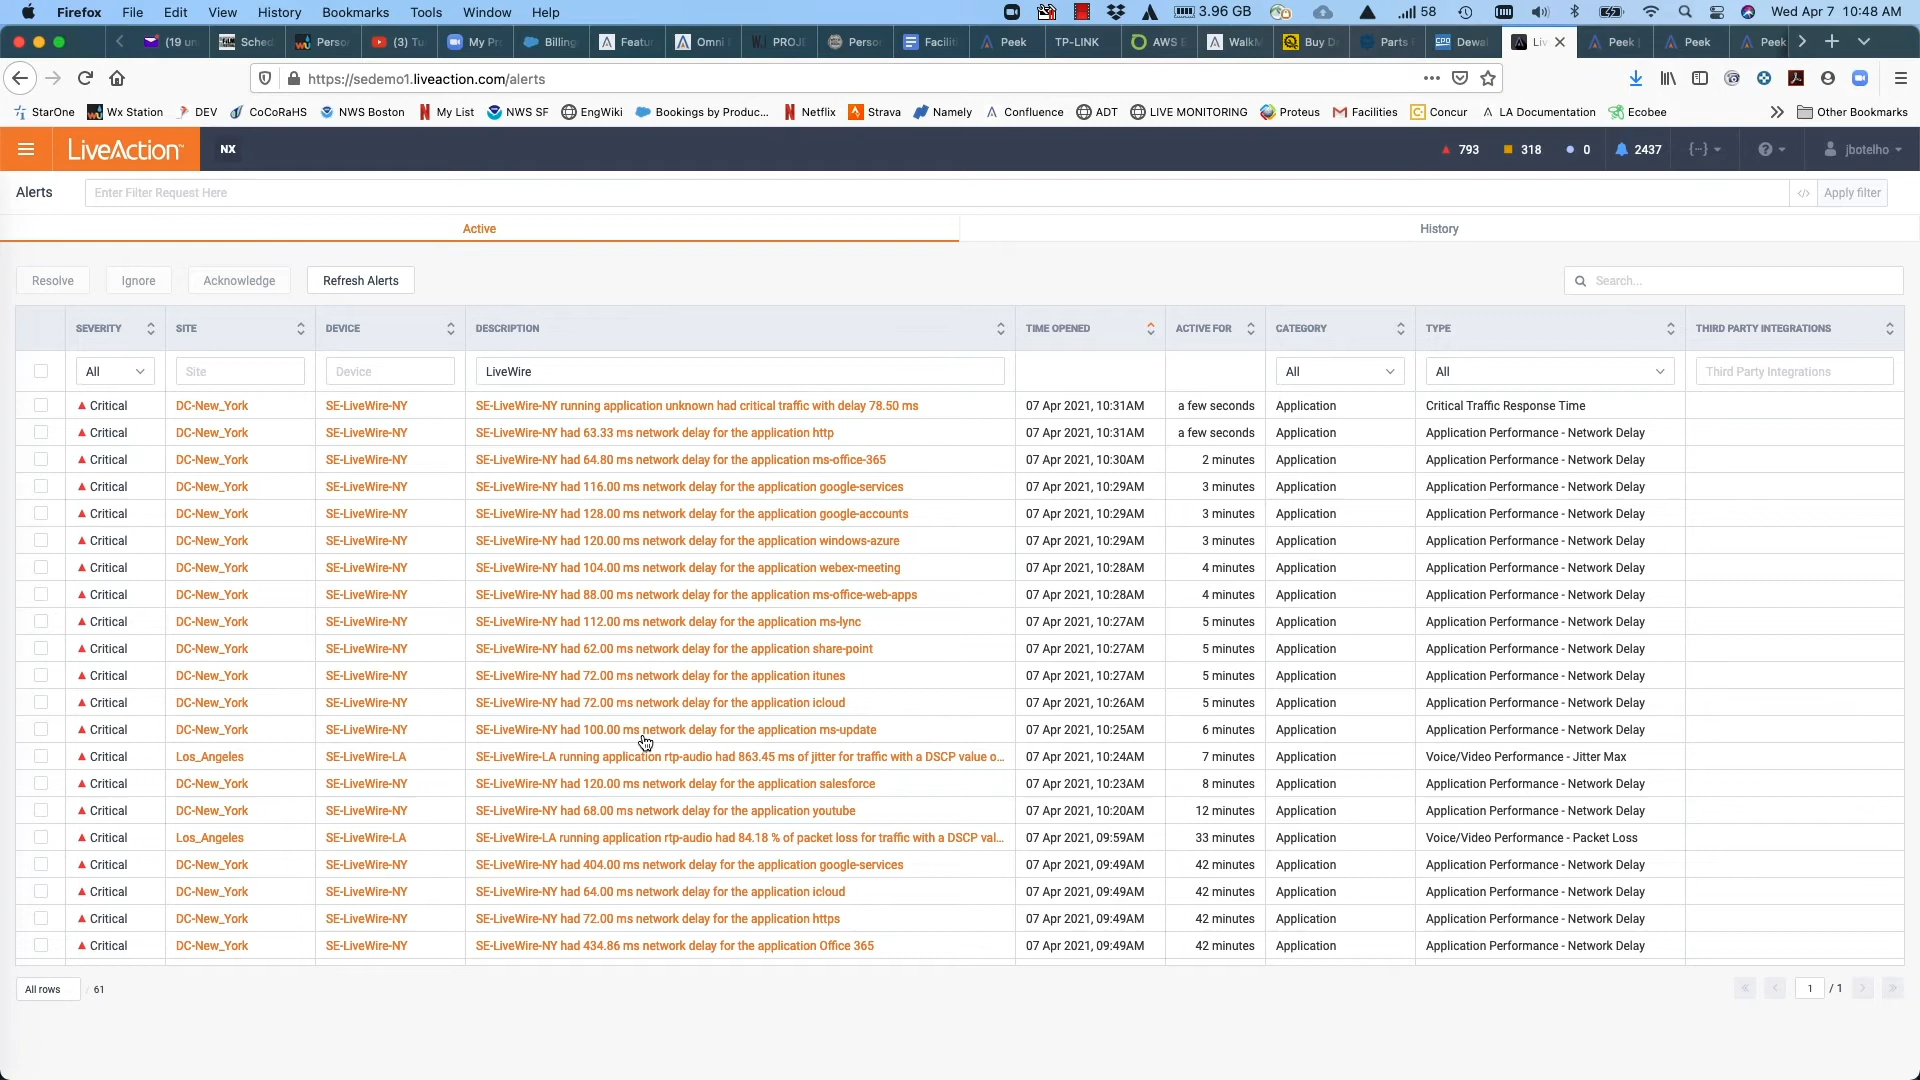 Firefox File Edit View History Bookmarks Tools Window Help 3.96 GB 58 Wed Apr 7 10:48 AM
(19 un Sched Perso (3) Tu My Pr Billing Featu Omni PROJ Perso Facilit Peek TP-LINK AWS E WalkM Buy D Parts Dewal Liv Peek Peek Peek
https://sedemo1.liveaction.com/alerts
StarOne Wx Station DEV CoCoRaHS NWS Boston My List NWS SF EngWiki Bookings by Produc... Netflix Strava Namely Confluence ADT LIVE MONITORING Proteus Facilities Concur LA Documentation Ecobee Other Bookmarks
LiveAction NX 793 318 0 2437 jbotelho
Alerts Enter Filter Request Here </> Apply filter
Active History
Resolve Ignore Acknowledge Refresh Alerts Search...
SEVERITY SITE DEVICE DESCRIPTION TIME OPENED ACTIVE FOR CATEGORY TYPE THIRD PARTY INTEGRATIONS
All Site Device LiveWire All All Third Party Integrations
Critical DC-New_York SE-LiveWire-NY SE-LiveWire-NY running application unknown had critical traffic with delay 78.50 ms 07 Apr 2021, 10:31AM a few seconds Application Critical Traffic Response Time
Critical DC-New_York SE-LiveWire-NY SE-LiveWire-NY had 63.33 ms network delay for the application http 07 Apr 2021, 10:31AM a few seconds Application Application Performance - Network Delay
Critical DC-New_York SE-LiveWire-NY SE-LiveWire-NY had 64.80 ms network delay for the application ms-office-365 07 Apr 2021, 10:30AM 2 minutes Application Application Performance - Network Delay
Critical DC-New_York SE-LiveWire-NY SE-LiveWire-NY had 116.00 ms network delay for the application google-services 07 Apr 2021, 10:29AM 3 minutes Application Application Performance - Network Delay
Critical DC-New_York SE-LiveWire-NY SE-LiveWire-NY had 128.00 ms network delay for the application google-accounts 07 Apr 2021, 10:29AM 3 minutes Application Application Performance - Network Delay
Critical DC-New_York SE-LiveWire-NY SE-LiveWire-NY had 120.00 ms network delay for the application windows-azure 07 Apr 2021, 10:29AM 3 minutes Application Application Performance - Network Delay
Critical DC-New_York SE-LiveWire-NY SE-LiveWire-NY had 104.00 ms network delay for the application webex-meeting 07 Apr 2021, 10:28AM 4 minutes Application Application Performance - Network Delay
Critical DC-New_York SE-LiveWire-NY SE-LiveWire-NY had 88.00 ms network delay for the application ms-office-web-apps 07 Apr 2021, 10:28AM 4 minutes Application Application Performance - Network Delay
Critical DC-New_York SE-LiveWire-NY SE-LiveWire-NY had 112.00 ms network delay for the application ms-lync 07 Apr 2021, 10:27AM 5 minutes Application Application Performance - Network Delay
Critical DC-New_York SE-LiveWire-NY SE-LiveWire-NY had 62.00 ms network delay for the application share-point 07 Apr 2021, 10:27AM 5 minutes Application Application Performance - Network Delay
Critical DC-New_York SE-LiveWire-NY SE-LiveWire-NY had 72.00 ms network delay for the application itunes 07 Apr 2021, 10:27AM 5 minutes Application Application Performance - Network Delay
Critical DC-New_York SE-LiveWire-NY SE-LiveWire-NY had 72.00 ms network delay for the application icloud 07 Apr 2021, 10:26AM 5 minutes Application Application Performance - Network Delay
Critical DC-New_York SE-LiveWire-NY SE-LiveWire-NY had 100.00 ms network delay for the application ms-update 07 Apr 2021, 10:25AM 6 minutes Application Application Performance - Network Delay
Critical Los_Angeles SE-LiveWire-LA SE-LiveWire-LA running application rtp-audio had 863.45 ms of jitter for traffic with a DSCP value o... 07 Apr 2021, 10:24AM 7 minutes Application Voice/Video Performance - Jitter Max
Critical DC-New_York SE-LiveWire-NY SE-LiveWire-NY had 120.00 ms network delay for the application salesforce 07 Apr 2021, 10:23AM 8 minutes Application Application Performance - Network Delay
Critical DC-New_York SE-LiveWire-NY SE-LiveWire-NY had 68.00 ms network delay for the application youtube 07 Apr 2021, 10:20AM 12 minutes Application Application Performance - Network Delay
Critical Los_Angeles SE-LiveWire-LA SE-LiveWire-LA running application rtp-audio had 84.18 % of packet loss for traffic with a DSCP val... 07 Apr 2021, 09:59AM 33 minutes Application Voice/Video Performance - Packet Loss
Critical DC-New_York SE-LiveWire-NY SE-LiveWire-NY had 404.00 ms network delay for the application google-services 07 Apr 2021, 09:49AM 42 minutes Application Application Performance - Network Delay
Critical DC-New_York SE-LiveWire-NY SE-LiveWire-NY had 64.00 ms network delay for the application icloud 07 Apr 2021, 09:49AM 42 minutes Application Application Performance - Network Delay
Critical DC-New_York SE-LiveWire-NY SE-LiveWire-NY had 72.00 ms network delay for the application https 07 Apr 2021, 09:49AM 42 minutes Application Application Performance - Network Delay
Critical DC-New_York SE-LiveWire-NY SE-LiveWire-NY had 434.86 ms network delay for the application Office 365 07 Apr 2021, 09:49AM 42 minutes Application Application Performance - Network Delay
All rows / 61 « ‹ 1 / 1 › »